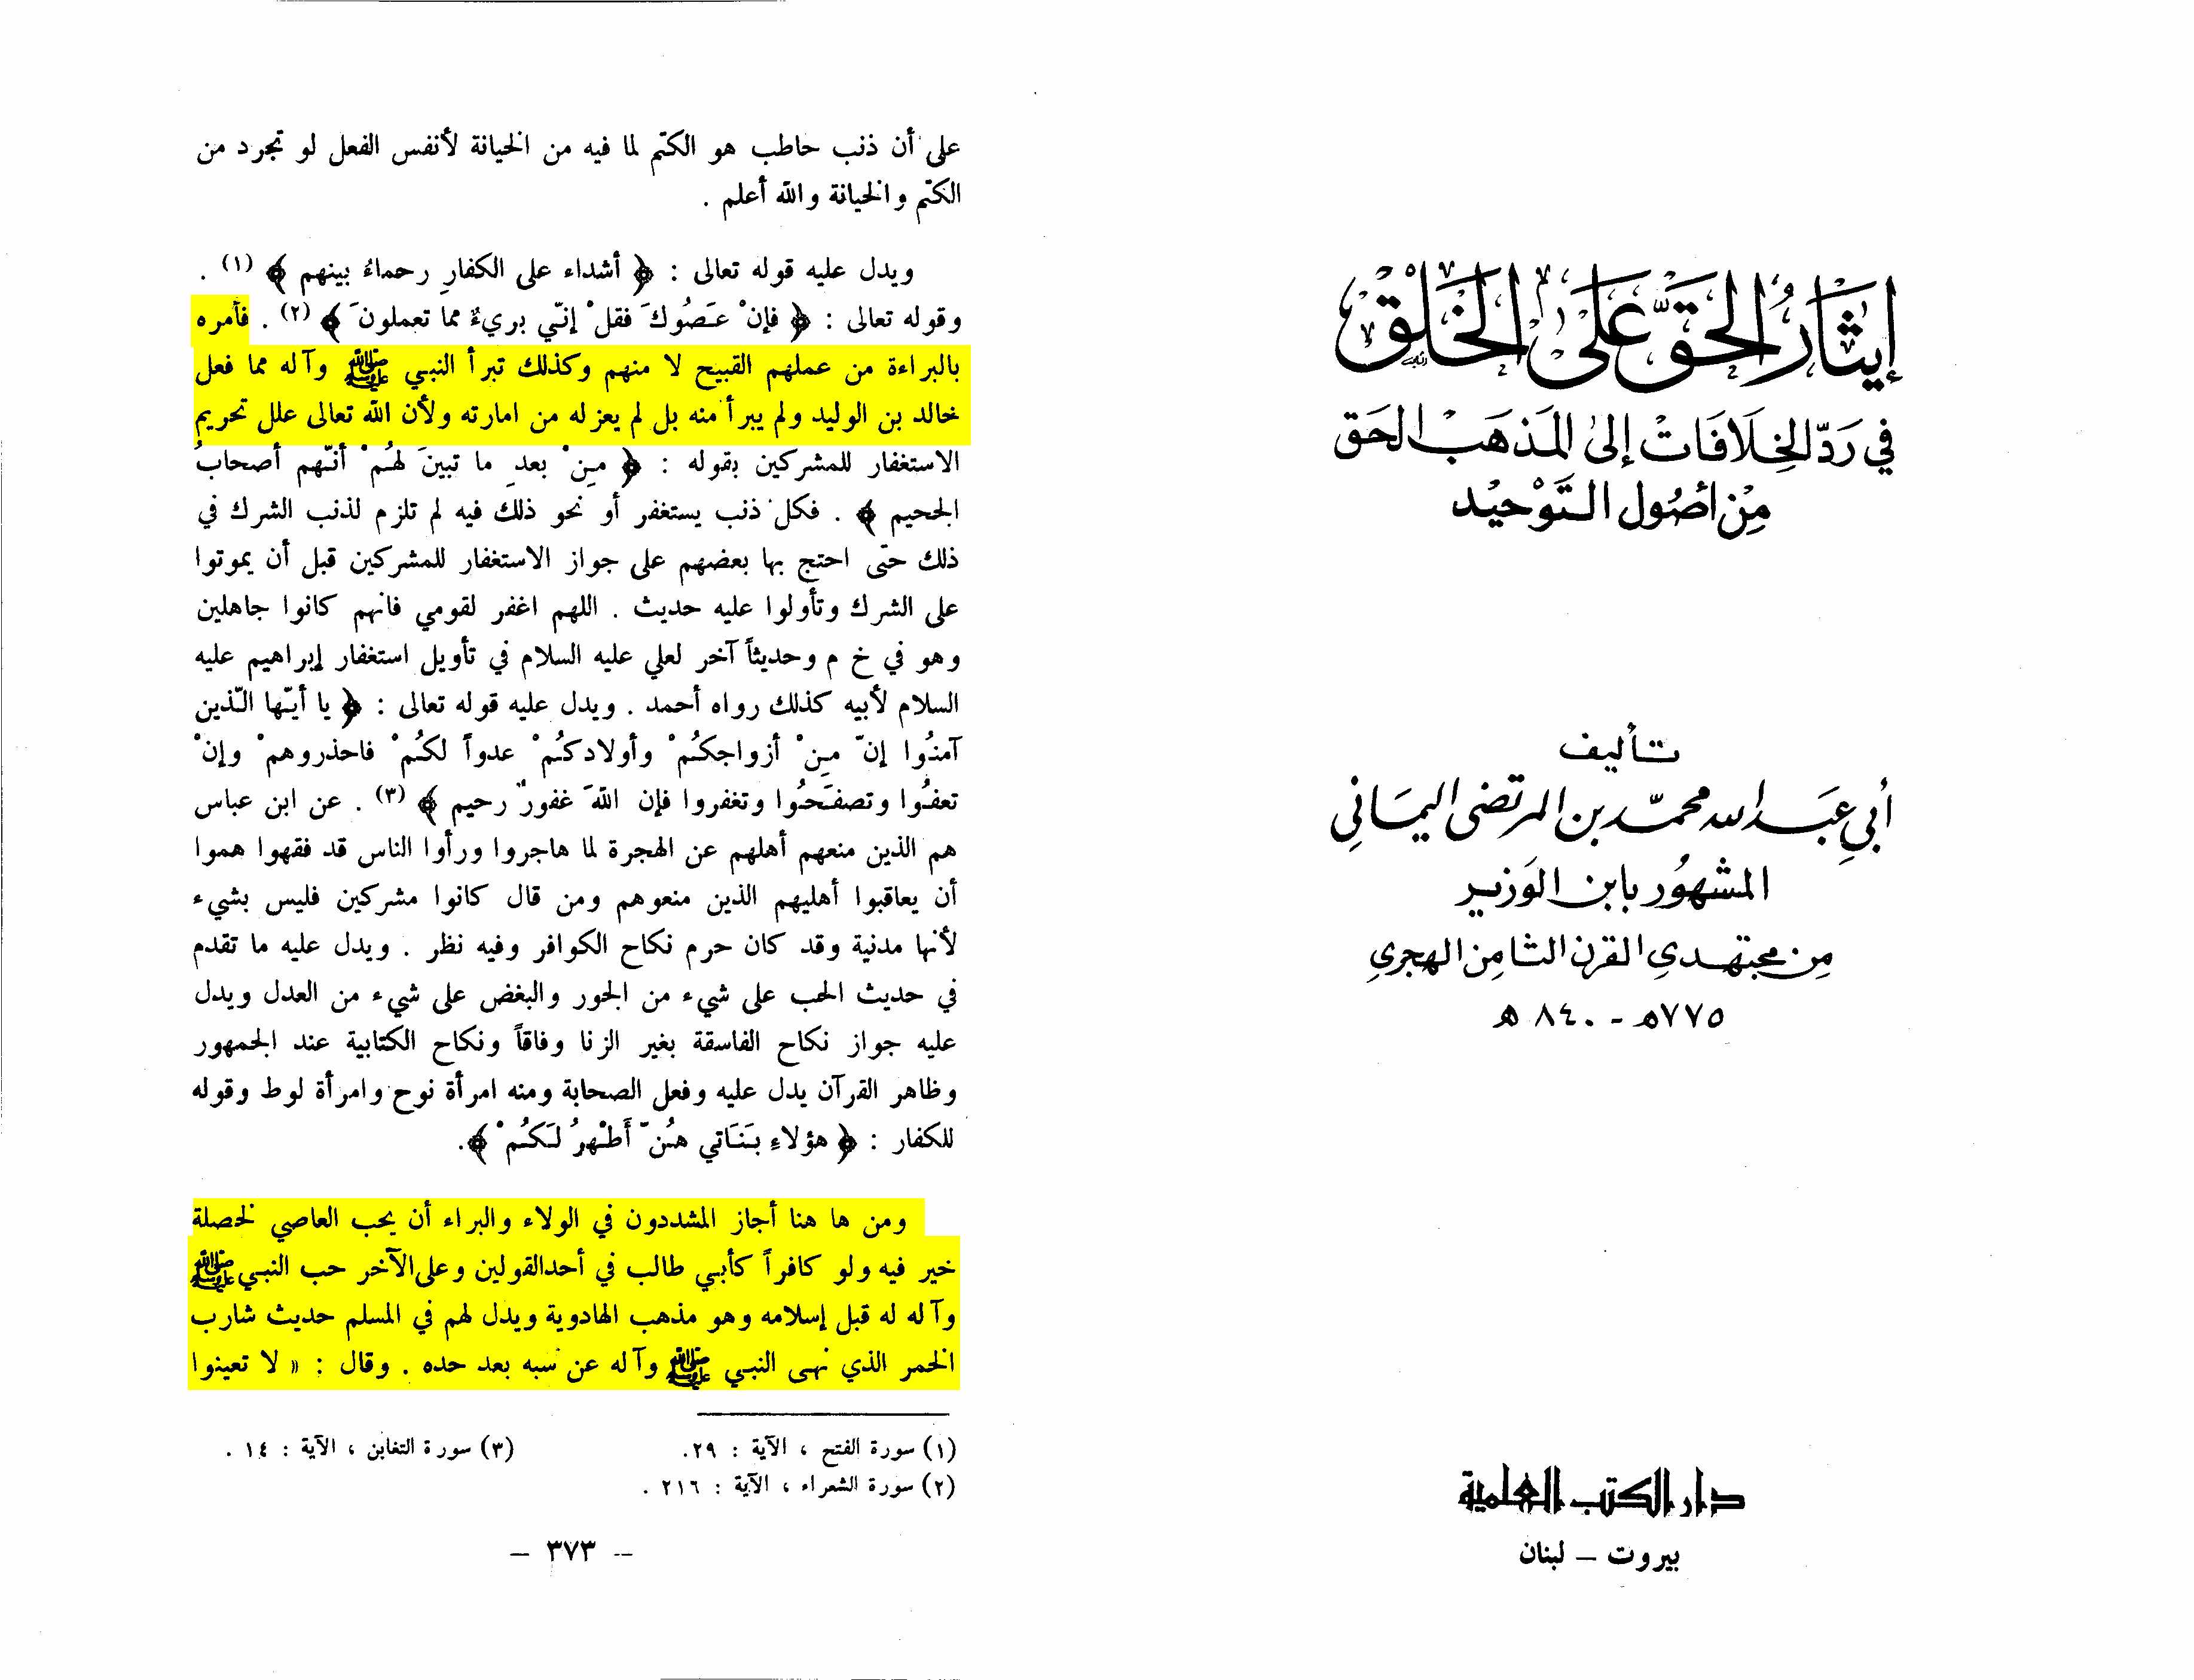 إيثار الحق على الخلق
في رد الخلافات إلى المذهب الحق
من أصول التوحيد
تأليف
أبي عبد الله محمد بن المرتضى اليماني
المشهور بابن الوزير
من مجتهدي القرن الثامن الهجري
٧٧٥هـ - ٨٤٠ هـ
دار الكتب العلمية
بيروت – لبنان
على أن ذنب حاطب هو الكتم لما فيه من الخيانة لأنفس الفعل لو تجرد من
الكتم والخيانة والله أعلم .
ويدل عليه قوله تعالى : ﴿ أشداء على الكفارِ رحماءُ بينهم ﴾ (١) .
وقوله تعالى : ﴿ فإنْ عَصَوُكَ فقلْ إنّي بريءٌ مما تعملونَ ﴾ (٢) . فأمره
بالبراءة من عملهم القبيح لا منهم وكذلك تبرأ النبي ﷺ وآله مما فعل
خالد بن الوليد ولم يبرأ منه بل لم يعزله من امارته ولأن الله تعالى علل تحريم
الاستغفار للمشركين بقوله : ﴿ مِنْ بعدِ ما تبينَ لهُمْ أنّهم أصحابُ
الجحيم ﴾ . فكل ذنب يستغفر أو نحو ذلك فيه لم تلزم لذنب الشرك في
ذلك حتى احتج بها بعضهم على جواز الاستغفار للمشركين قبل أن يموتوا
على الشرك وتأولوا عليه حديث . اللهم اغفر لقومي فانهم كانوا جاهلين
وهو في خ م وحديثاً آخر لعلي عليه السلام في تأويل استغفار إبراهيم عليه
السلام لأبيه كذلك رواه أحمد . ويدل عليه قوله تعالى : ﴿ يا أيّها الّذين
آمنُوا إنّ مِنْ أزواجكُمْ وأولادكُمْ عدواً لكُمْ فاحذروهمْ وإنْ
تعفُوا وتصفَحُوا وتغفروا فإن اللهَ غفورٌ رحيم ﴾ (٣) . عن ابن عباس
هم الذين منعهم أهلهم عن الهجرة لما هاجروا ورأوا الناس قد فقهوا هموا
أن يعاقبوا أهليهم الذين منعوهم ومن قال كانوا مشركين فليس بشيء
لأنها مدنية وقد كان حرم نكاح الكوافر وفيه نظر . ويدل عليه ما تقدم
في حديث الحب على شيء من الجور والبغض على شيء من العدل ويدل
عليه جواز نكاح الفاسقة بغير الزنا وفاقاً ونكاح الكتابية عند الجمهور
وظاهر القرآن يدل عليه وفعل الصحابة ومنه امرأة نوح وامرأة لوط وقوله
للكفار : ﴿ هؤلاءِ بَنَاتي هُنّ أَطْهرُ لَكُمْ ﴾.
ومن ها هنا أجاز المشددون في الولاء والبراء أن يحب العاصي لخصلة
خير فيه ولو كافراً كأبي طالب في أحدالقولين وعلىالآخر حب النبي ﷺ
وآله له قبل إسلامه وهو مذهب الهادوية ويدل لهم في المسلم حديث شارب
الخمر الذي نهى النبي ﷺ وآله عن سبه بعد حده . وقال : « لا تعينوا
(١) سورة الفتح ، الآية : ٢٩.
(٣) سورة التغابن ، الآية : ١٤ .
(٢) سورة الشعراء ، الآية : ٢١٦ .
– ٣٧٣ –